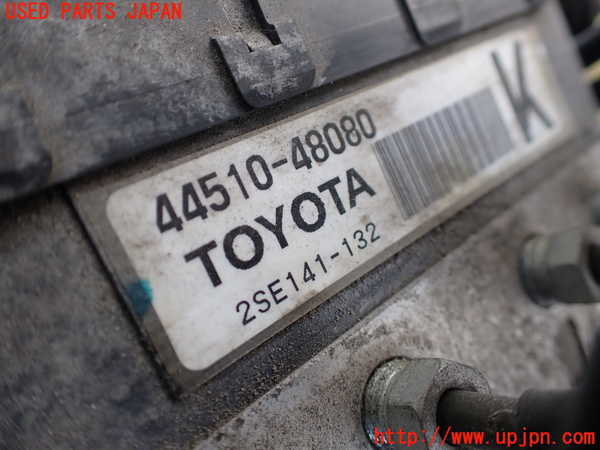 USED PARTS JAPAN
44510-48080
K
TOYOTA
2SE141-132
http://www.upjpn.com